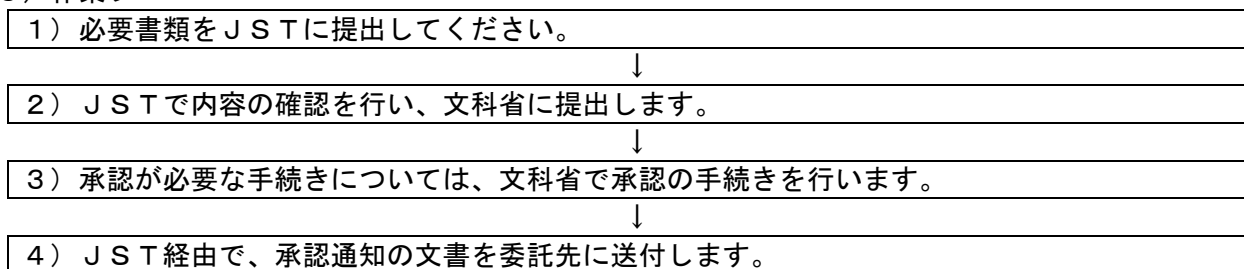 １）必要書類をＪＳＴに提出してください。
↓
２）ＪＳＴで内容の確認を行い、文科省に提出します。
↓
３）承認が必要な手続きについては、文科省で承認の手続きを行います。
↓
４）ＪＳＴ経由で、承認通知の文書を委託先に送付します。